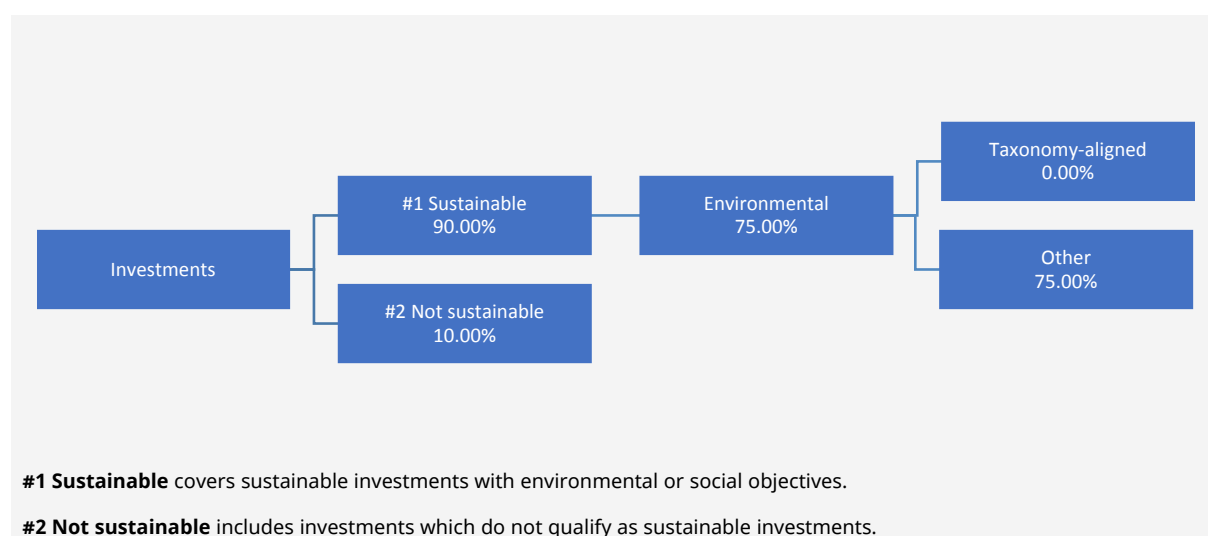 Taxonomy-aligned
0.00%
#1 Sustainable
90.00%
Environmental
75.00%
Investments
Other
75.00%
#2 Not sustainable
10.00%
#1 Sustainable covers sustainable investments with environmental or social objectives.
#2 Not sustainable includes investments which do not qualify as sustainable investments.